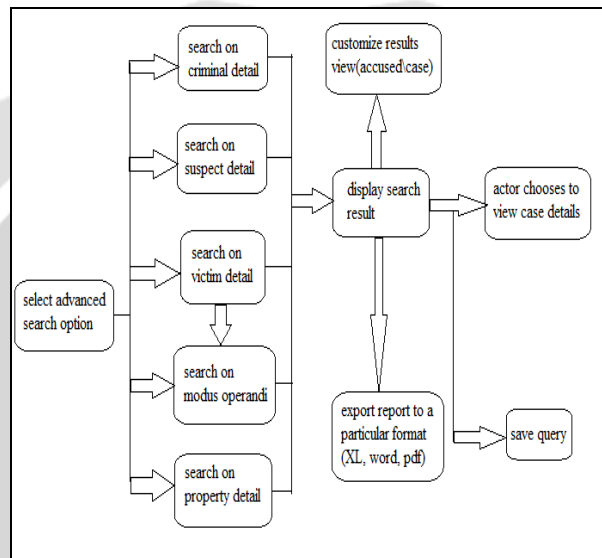 search on
criminal detail
customize results
view(accused\case)
search on
suspect detail
display search
result
actor chooses to
view case details
search on
victim detail
select advanced
search option
search on
modus operandi
export report to a
particular format
(XL, word, pdf)
save query
search on
property detail